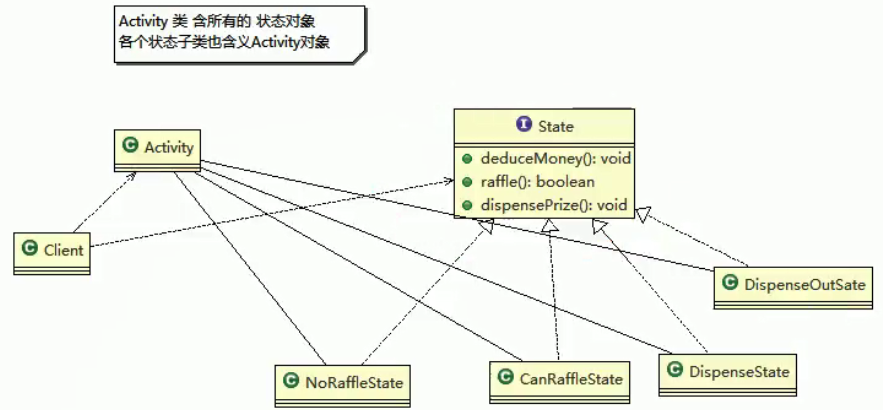 Activity 类 含所有的 状态对象
各个状态子类也含义Activity对象
I State
deduceMoney(): void
raffle(): boolean
dispensePrize(): void
C Activity
C Client
C DispenseOutSate
C NoRaffleState
C CanRaffleState
C DispenseState